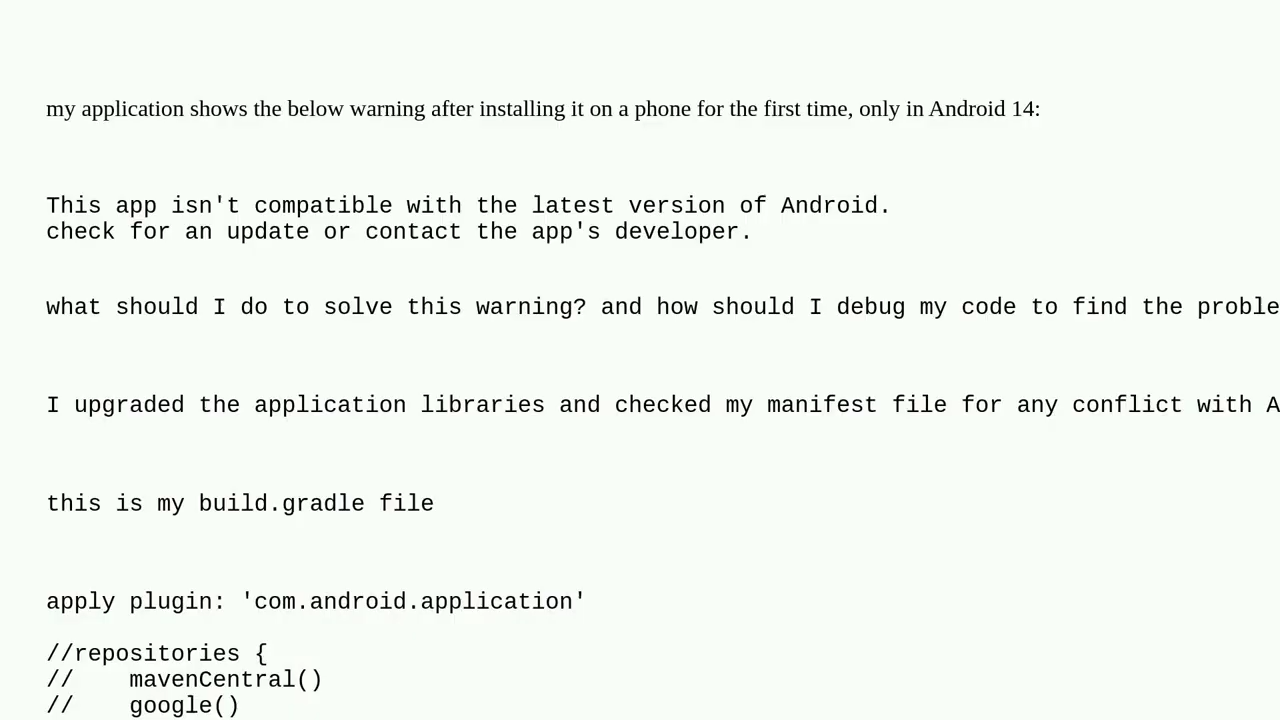 my application shows the below warning after installing it on a phone for the first time, only in Android 14:
This app isn't compatible with the latest version of Android.
check for an update or contact the app's developer.
what should I do to solve this warning? and how should I debug my code to find the proble
I upgraded the application libraries and checked my manifest file for any conflict with A
this is my build.gradle file
apply plugin: 'com.android.application'
//repositories {
//    mavenCentral()
//    google()